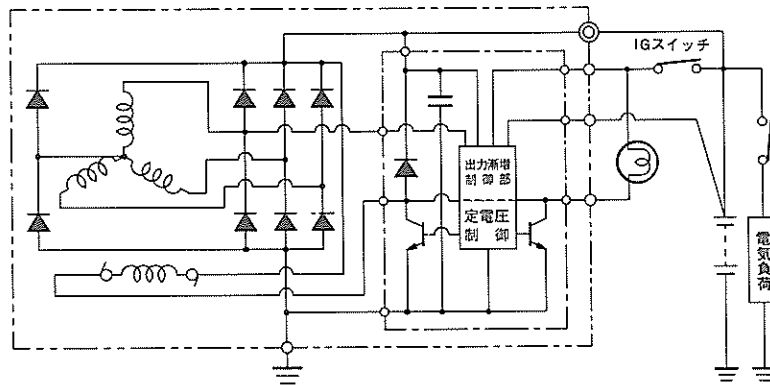 IGスイッチ
出力漸増
制御部
定電圧
制御
電気負荷